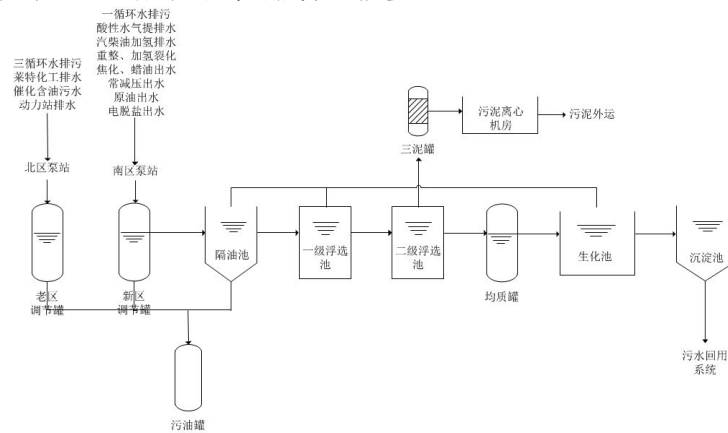 一循环水排污
酸性水气提排水
汽柴油加氢排水
重整、加氢裂化
焦化、蜡油出水
常减压出水
原油出水
电脱盐出水
三循环水排污
莱特化工排水
催化含油污水
动力站排水
北区泵站
南区泵站
三泥罐
污泥离心
机房
污泥外运
隔油池
一级浮选
池
二级浮选
池
均质罐
生化池
沉淀池
老区
调节罐
新区
调节罐
污油罐
污水回用
系统